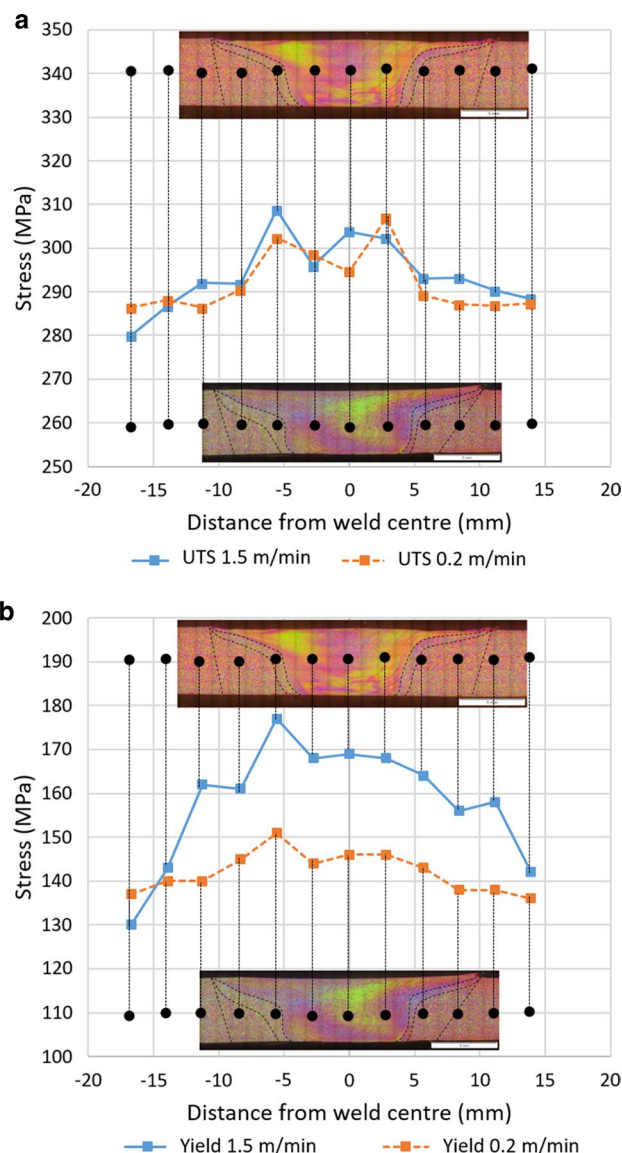 a
350
340
330
320
310
300
290
280
270
260
250
Stress (MPa)
-20 -15 -10 -5 0 5 10 15 20
Distance from weld centre (mm)
UTS 1.5 m/min UTS 0.2 m/min
b
200
190
180
170
160
150
140
130
120
110
100
Stress (MPa)
-20 -15 -10 -5 0 5 10 15 20
Distance from weld centre (mm)
Yield 1.5 m/min Yield 0.2 m/min